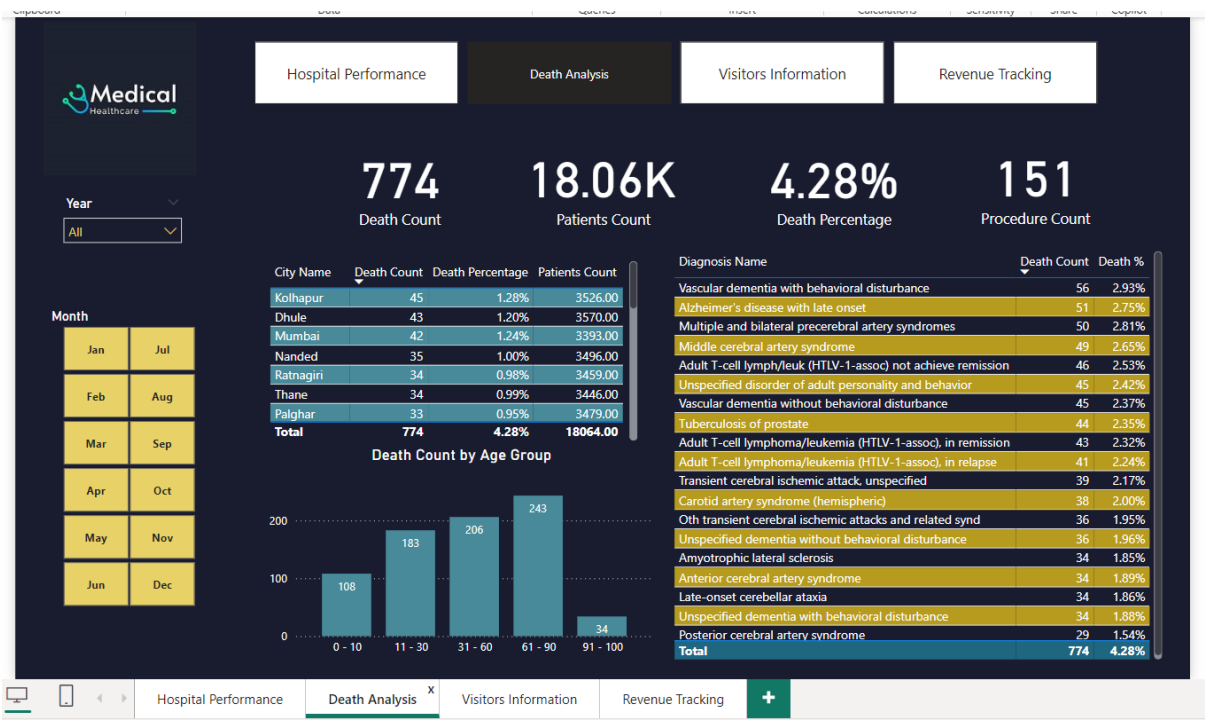 Clipboard Data Queries Insert Calculations Sensitivity Share Copilot
Medical
Healthcare
Hospital Performance
Death Analysis
Visitors Information
Revenue Tracking
774
Death Count
18.06K
Patients Count
4.28%
Death Percentage
151
Procedure Count
Year
All
Month
Jan Jul
Feb Aug
Mar Sep
Apr Oct
May Nov
Jun Dec
City Name Death Count Death Percentage Patients Count
Kolhapur 45 1.28% 3526.00
Dhule 43 1.20% 3570.00
Mumbai 42 1.24% 3393.00
Nanded 35 1.00% 3496.00
Ratnagiri 34 0.98% 3459.00
Thane 34 0.99% 3446.00
Palghar 33 0.95% 3479.00
Total 774 4.28% 18064.00
Death Count by Age Group
200
100
0
108
183
206
243
34
0 - 10 11 - 30 31 - 60 61 - 90 91 - 100
Diagnosis Name Death Count Death %
Vascular dementia with behavioral disturbance 56 2.93%
Alzheimer's disease with late onset 51 2.75%
Multiple and bilateral precerebral artery syndromes 50 2.81%
Middle cerebral artery syndrome 49 2.65%
Adult T-cell lymph/leuk (HTLV-1-assoc) not achieve remission 46 2.53%
Unspecified disorder of adult personality and behavior 45 2.42%
Vascular dementia without behavioral disturbance 45 2.37%
Tuberculosis of prostate 44 2.35%
Adult T-cell lymphoma/leukemia (HTLV-1-assoc), in remission 43 2.32%
Adult T-cell lymphoma/leukemia (HTLV-1-assoc), in relapse 41 2.24%
Transient cerebral ischemic attack, unspecified 39 2.17%
Carotid artery syndrome (hemispheric) 38 2.00%
Oth transient cerebral ischemic attacks and related synd 36 1.95%
Unspecified dementia without behavioral disturbance 36 1.96%
Amyotrophic lateral sclerosis 34 1.85%
Anterior cerebral artery syndrome 34 1.89%
Late-onset cerebellar ataxia 34 1.86%
Unspecified dementia with behavioral disturbance 34 1.88%
Posterior cerebral artery syndrome 29 1.54%
Total 774 4.28%
Hospital Performance Death Analysis x Visitors Information Revenue Tracking +